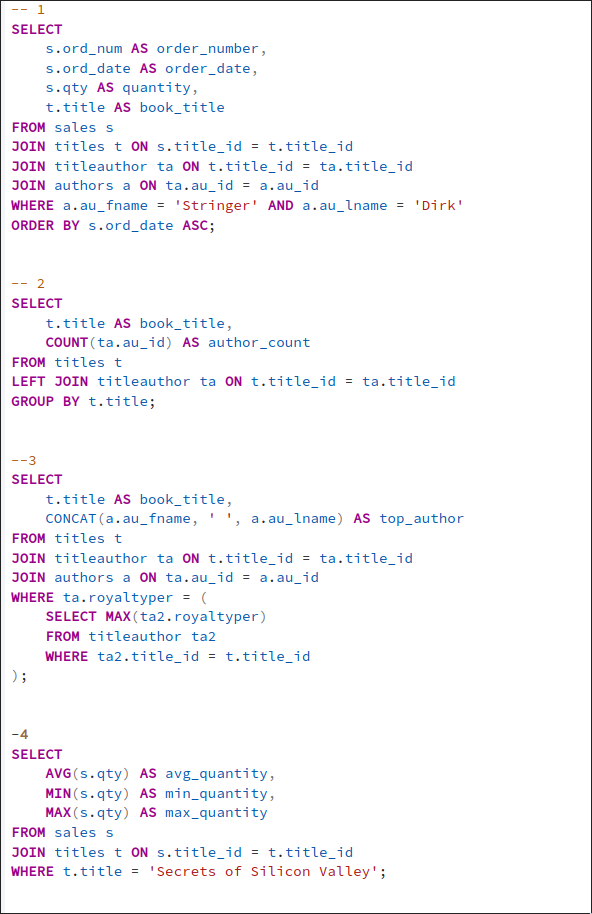 -- 1
SELECT
    s.ord_num AS order_number,
    s.ord_date AS order_date,
    s.qty AS quantity,
    t.title AS book_title
FROM sales s
JOIN titles t ON s.title_id = t.title_id
JOIN titleauthor ta ON t.title_id = ta.title_id
JOIN authors a ON ta.au_id = a.au_id
WHERE a.au_fname = 'Stringer' AND a.au_lname = 'Dirk'
ORDER BY s.ord_date ASC;

-- 2
SELECT
    t.title AS book_title,
    COUNT(ta.au_id) AS author_count
FROM titles t
LEFT JOIN titleauthor ta ON t.title_id = ta.title_id
GROUP BY t.title;

--3
SELECT
    t.title AS book_title,
    CONCAT(a.au_fname, ' ', a.au_lname) AS top_author
FROM titles t
JOIN titleauthor ta ON t.title_id = ta.title_id
JOIN authors a ON ta.au_id = a.au_id
WHERE ta.royaltyper = (
    SELECT MAX(ta2.royaltyper)
    FROM titleauthor ta2
    WHERE ta2.title_id = t.title_id
);

-4
SELECT
    AVG(s.qty) AS avg_quantity,
    MIN(s.qty) AS min_quantity,
    MAX(s.qty) AS max_quantity
FROM sales s
JOIN titles t ON s.title_id = t.title_id
WHERE t.title = 'Secrets of Silicon Valley';